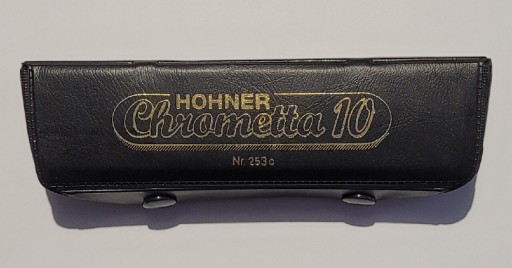 HOHNER
Chrometta 10
Nr. 253c